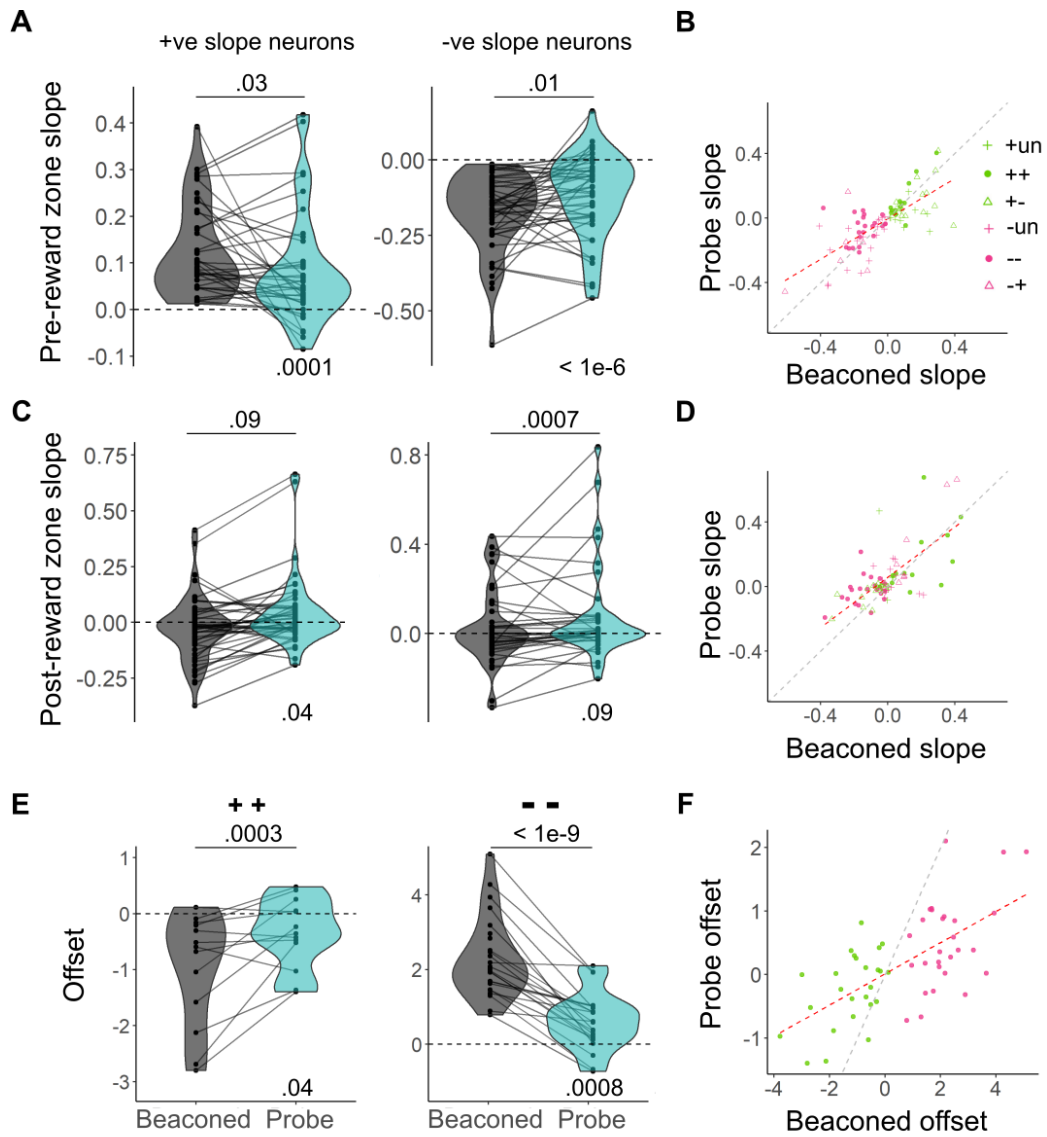 A
+ve slope neurons
-ve slope neurons
B
.03
.01
Pre-reward zone slope
0.4
0.3
0.2
0.1
0.0
-0.1
0.00
-0.25
-0.50
.0001
< 1e-6
Probe slope
0.4
0.0
-0.4
-0.4
0.0
0.4
Beaconed slope
+un
++
+-
-un
--
-+
C
.09
.0007
D
Post-reward zone slope
0.75
0.50
0.25
0.00
-0.25
0.8
0.4
0.0
.04
.09
Probe slope
0.4
0.0
-0.4
-0.4
0.0
0.4
Beaconed slope
E
++
--
F
.0003
< 1e-9
Offset
1
0
-1
-2
-3
4
2
0
.04
.0008
Beaconed
Probe
Beaconed
Probe
Probe offset
2
1
0
-1
-4
-2
0
2
4
Beaconed offset